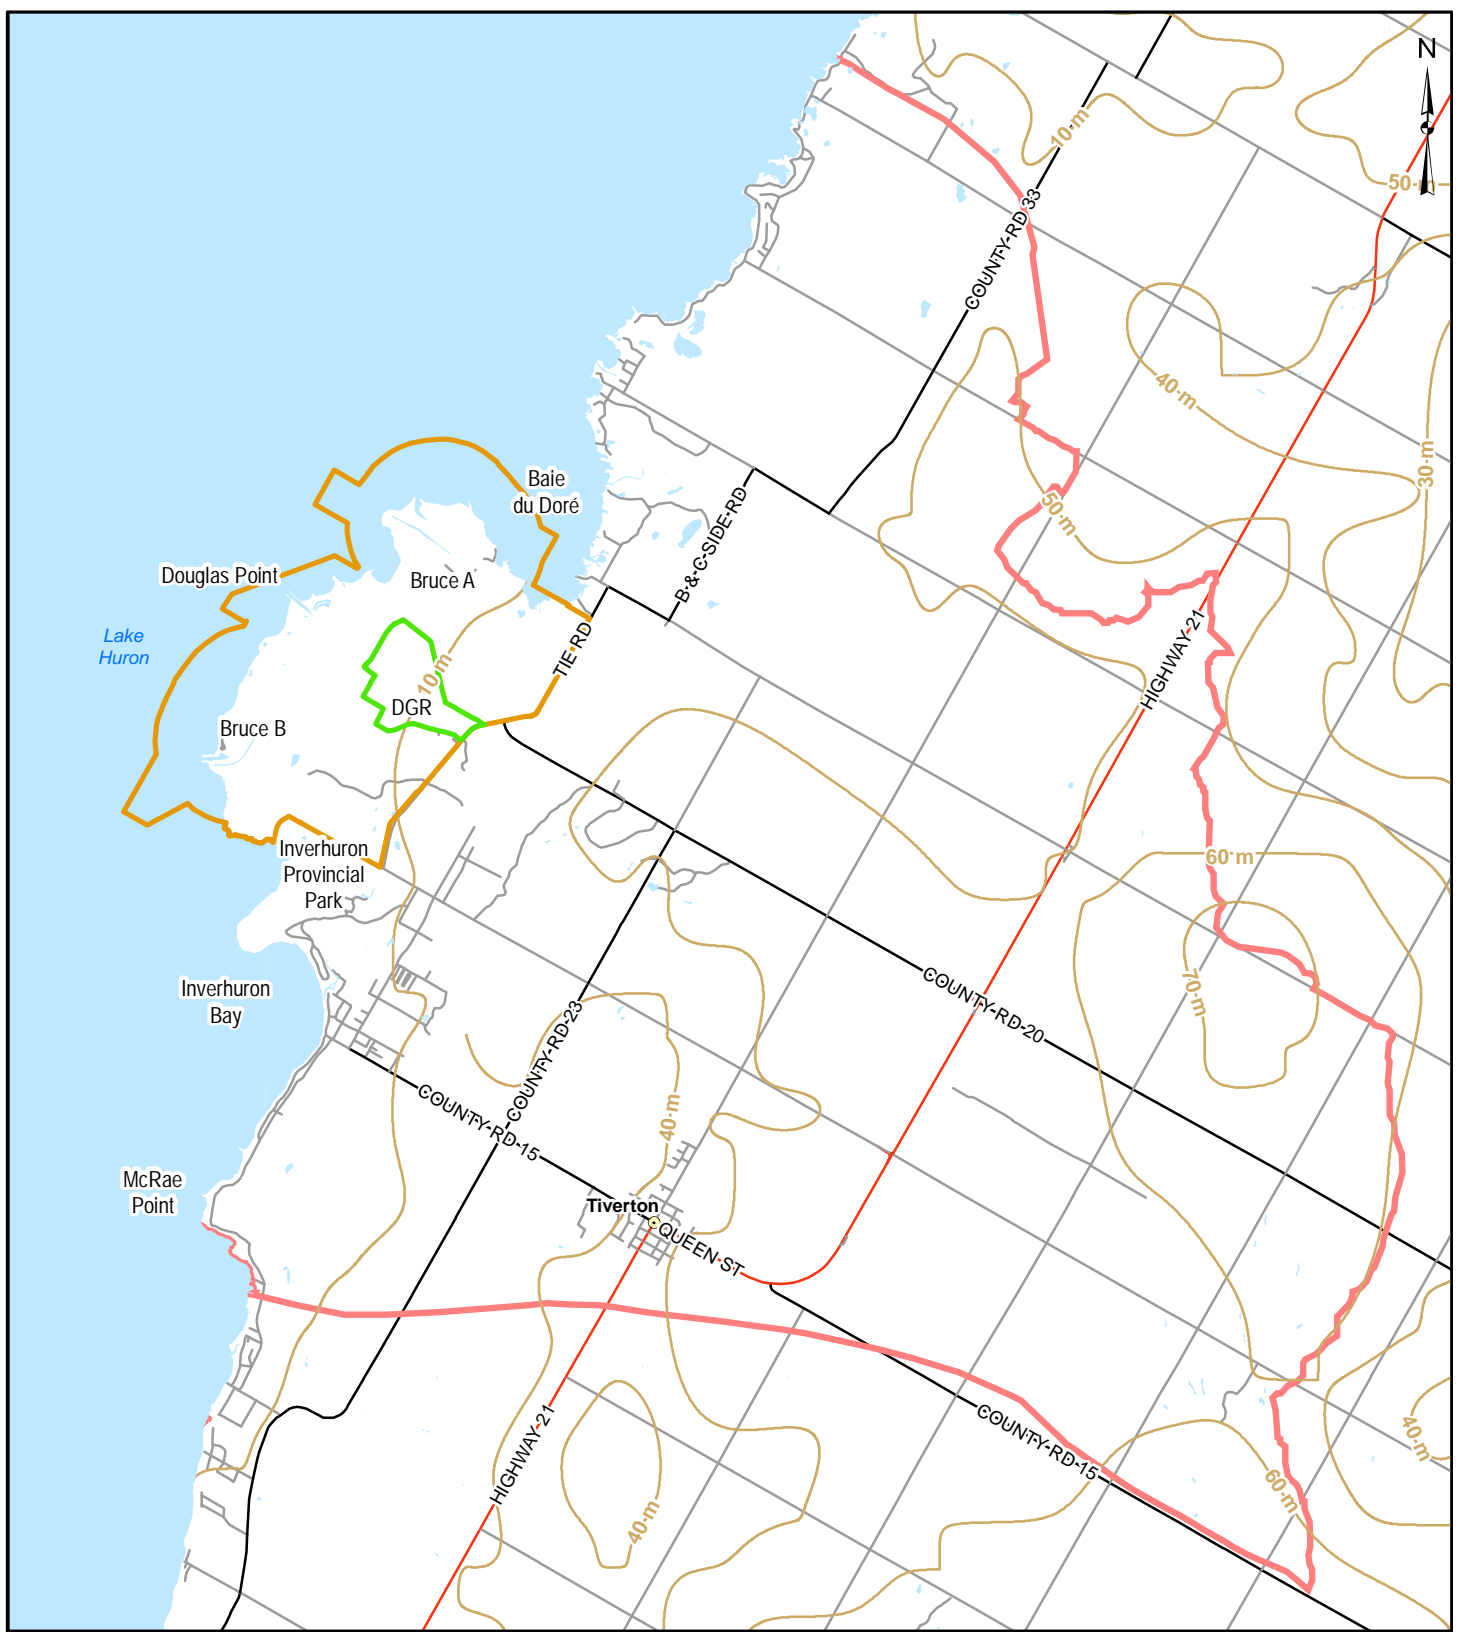 N
10 m
50 m
COUNTY RD 33
40 m
30 m
Baie
du Doré
B & C SIDE RD
50 m
Douglas Point
Bruce A
Lake
Huron
TIE RD
HIGHWAY 21
10 m
DGR
Bruce B
Inverhuron
Provincial
Park
60 m
COUNTY RD 20
70 m
Inverhuron
Bay
COUNTY RD 23
COUNTY RD 15
40 m
McRae
Point
Tiverton
QUEEN ST
HIGHWAY 21
COUNTY RD 15
40 m
60 m
40 m